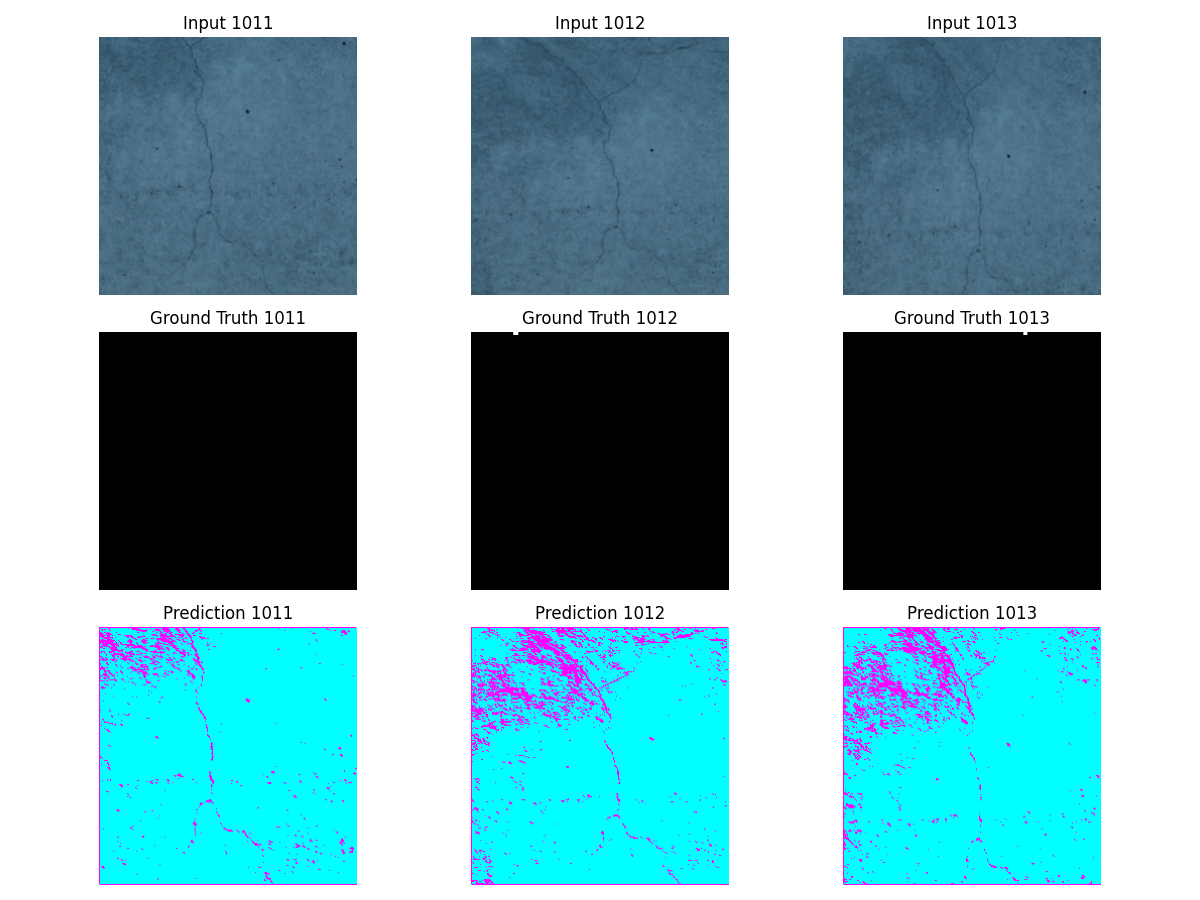 Input 1011
Input 1012
Input 1013
Ground Truth 1011
Ground Truth 1012
Ground Truth 1013
Prediction 1011
Prediction 1012
Prediction 1013